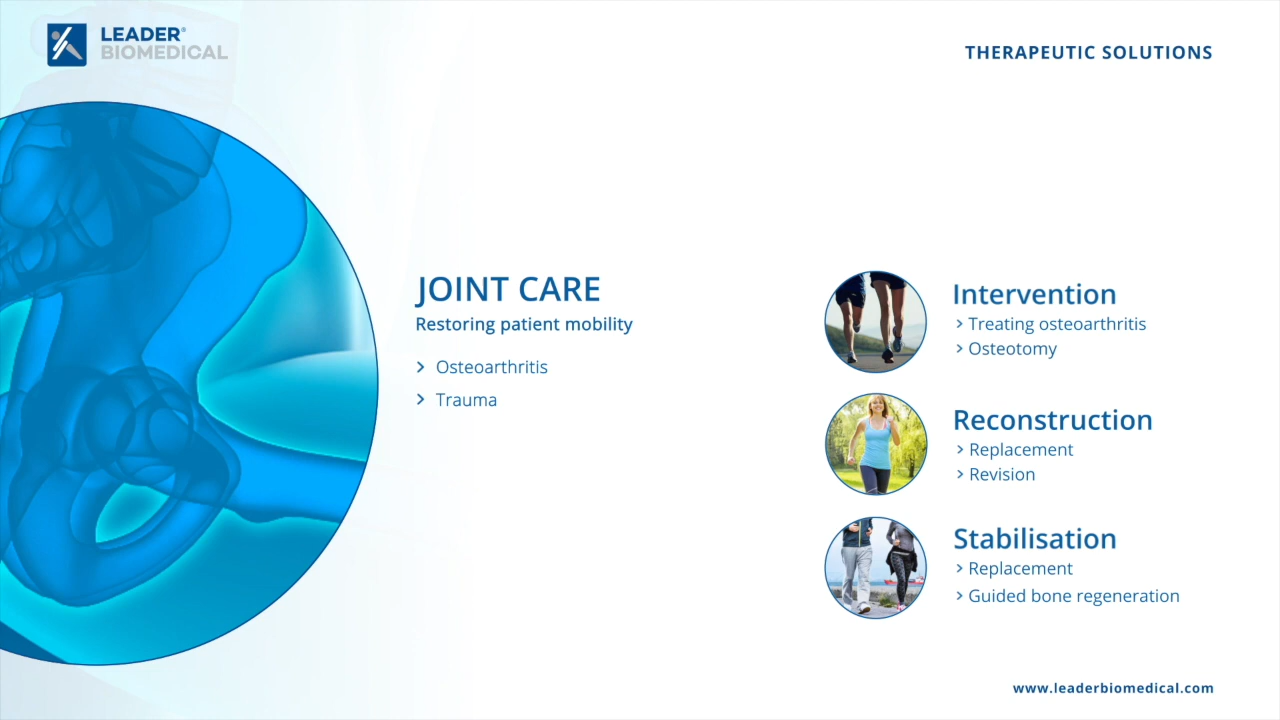 LEADER®
BIOMEDICAL
THERAPEUTIC SOLUTIONS
JOINT CARE
Restoring patient mobility
> Osteoarthritis
> Trauma
Intervention
> Treating osteoarthritis
> Osteotomy
Reconstruction
> Replacement
> Revision
Stabilisation
> Replacement
> Guided bone regeneration
www.leaderbiomedical.com